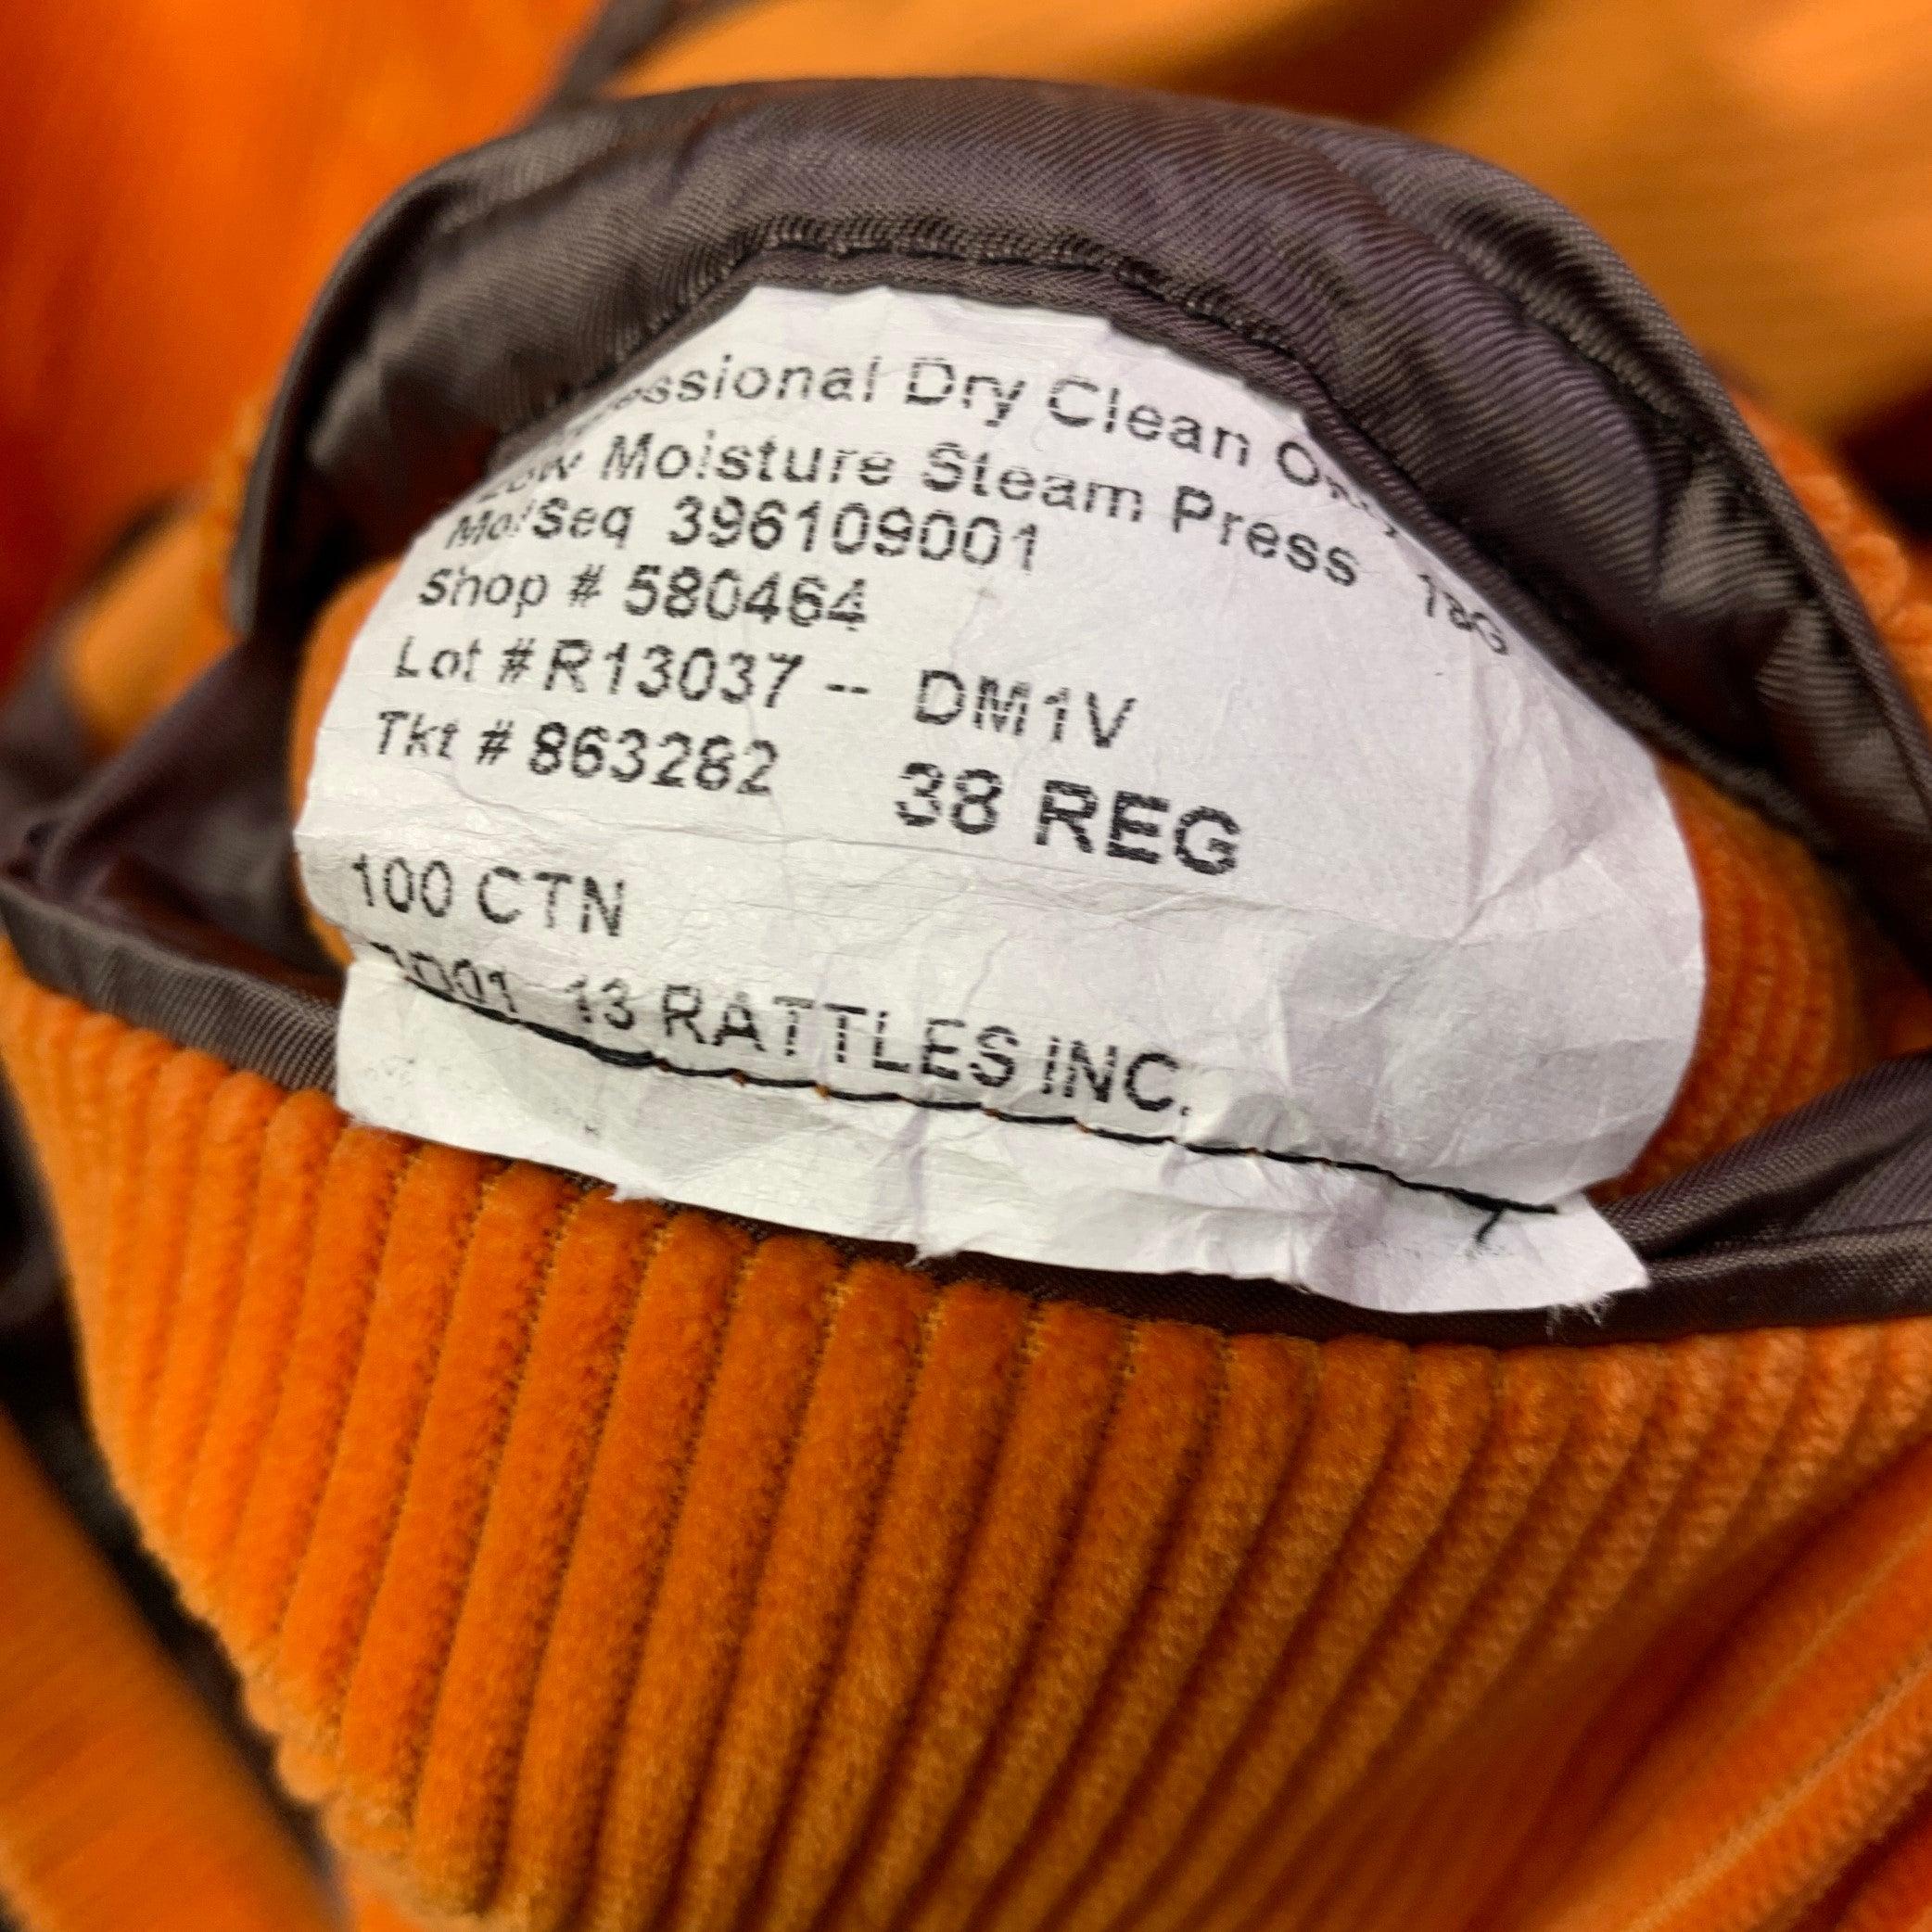 Dry Clean
Low Moisture Steam Press
396109001
Shop # 580464
Lot # R13037 -- DM1V
Tkt # 863282 38 REG
100 CTN
13 RATTLES INC.